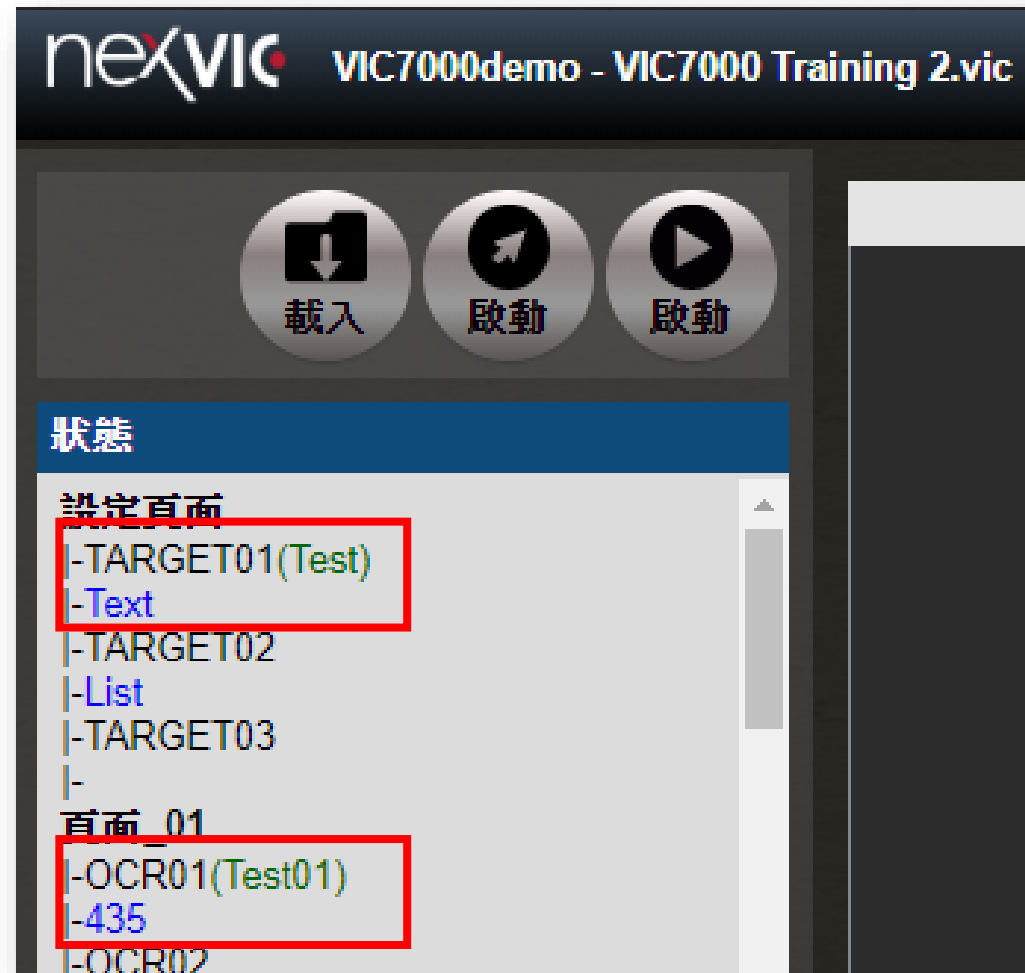 nexvic VIC7000demo - VIC7000 Training 2.vic
載入 啟動 啟動
狀態
設定頁面
|-TARGET01(Test)
|-Text
|-TARGET02
|-List
|-TARGET03
|-
頁面_01
|-OCR01(Test01)
|-435
|-OCR02